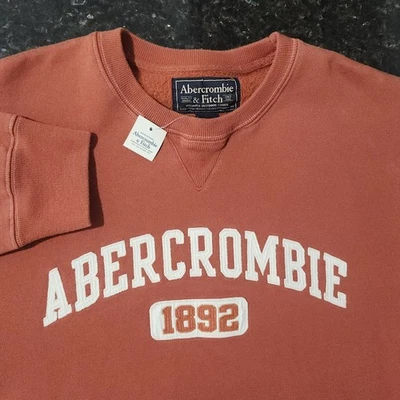 Abercrombie
& Fitch
Abercrombie
& Fitch
ABERCROMBIE
1892